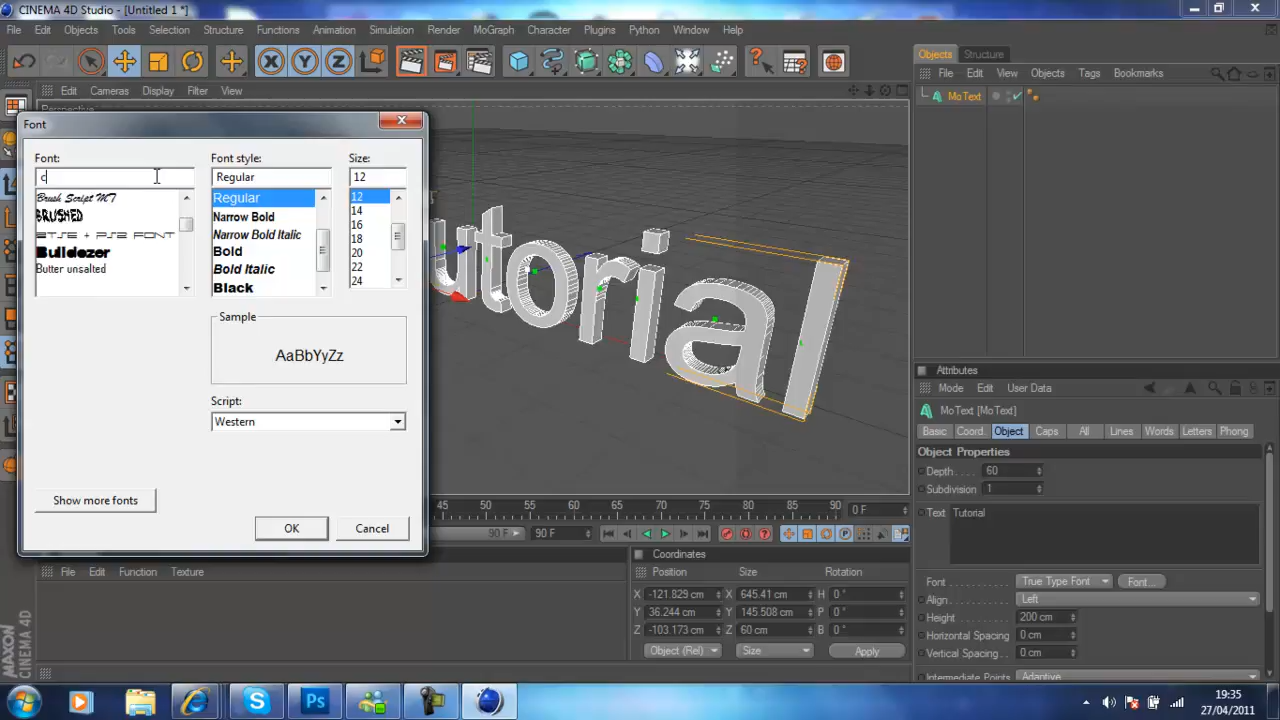 CINEMA 4D Studio - [Untitled 1 *]
File Edit Objects Tools Selection Structure Functions Animation Simulation Render MoGraph Character Plugins Python Window Help
Edit Cameras Display Filter View
Perspective
Font
Font: Font style: Size:
c Regular 12
Brush Script MT
BRUSHED
Bulldozer
Butter unsalted
Regular
Narrow Bold
Narrow Bold Italic
Bold
Bold Italic
Black
12
14
16
18
20
22
24
Sample
AaBbYyZz
Script:
Western
Show more fonts
OK Cancel
utorial
45 50 55 60 65 70 75 80 85 90 0 F
90 F 90 F
File Edit Function Texture
MAXON
CINEMA 4D
Coordinates
Position Size Rotation
X -121.829 cm X 645.41 cm H 0 °
Y 36.244 cm Y 145.508 cm P 0 °
Z -103.173 cm Z 60 cm B 0 °
Object (Rel) Size Apply
Objects Structure
File Edit View Objects Tags Bookmarks
MoText
Attributes
Mode Edit User Data
MoText [MoText]
Basic Coord. Object Caps All Lines Words Letters Phong
Object Properties
Depth 60
Subdivision 1
Text Tutorial
Font True Type Font Font...
Align Left
Height 200 cm
Horizontal Spacing 0 cm
Vertical Spacing 0 cm
Intermediate Points Adaptive
19:35
27/04/2011